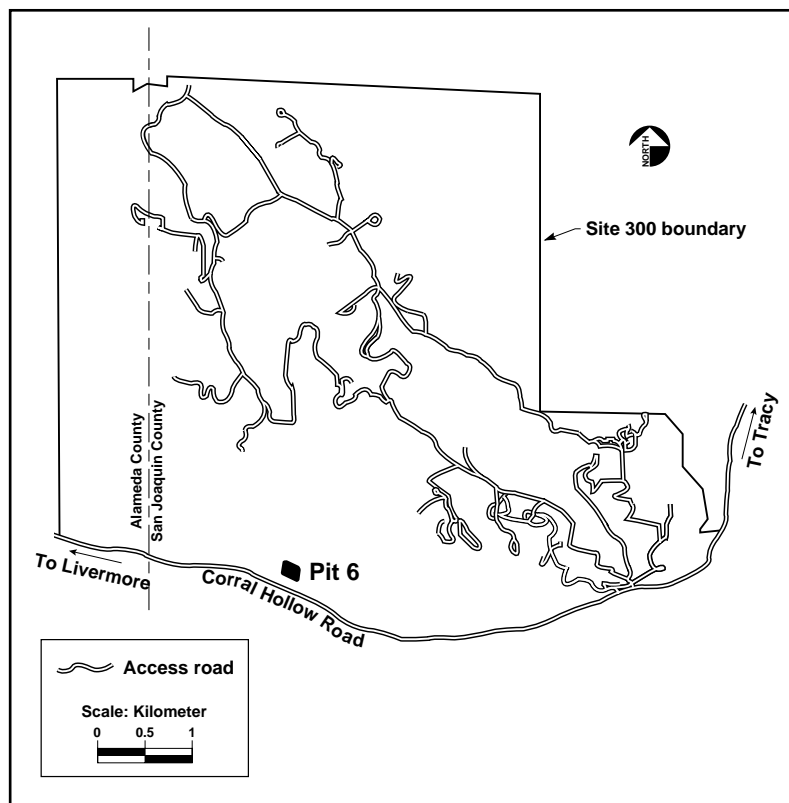 NORTH
Site 300 boundary
Alameda County
San Joaquin County
To Tracy
To Livermore
Corral Hollow Road
Pit 6
Access road
Scale: Kilometer
0 0.5 1